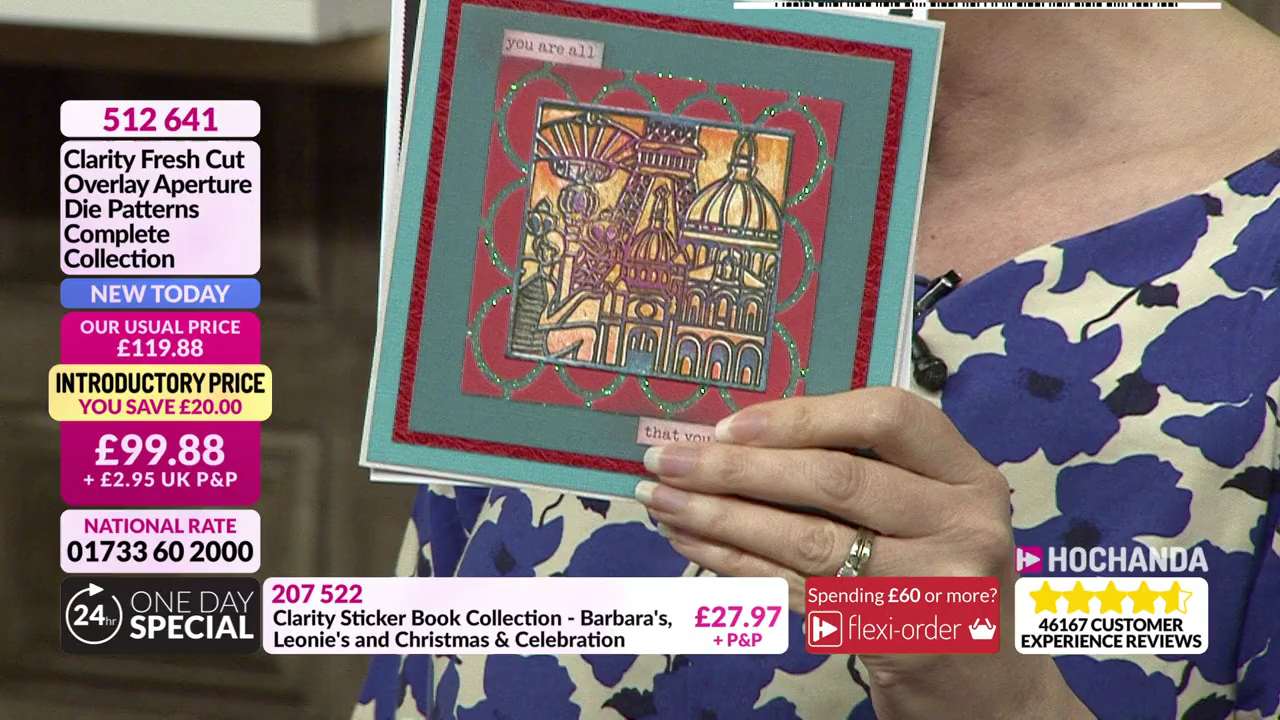 you are all
that you
512 641
Clarity Fresh Cut
Overlay Aperture
Die Patterns
Complete
Collection
NEW TODAY
OUR USUAL PRICE
£119.88
INTRODUCTORY PRICE
YOU SAVE £20.00
£99.88
+ £2.95 UK P&P
NATIONAL RATE
01733 60 2000
24hr
ONE DAY
SPECIAL
207 522
Clarity Sticker Book Collection - Barbara's,
Leonie's and Christmas & Celebration
£27.97
+ P&P
Spending £60 or more?
flexi-order
HOCHANDA
46167 CUSTOMER
EXPERIENCE REVIEWS